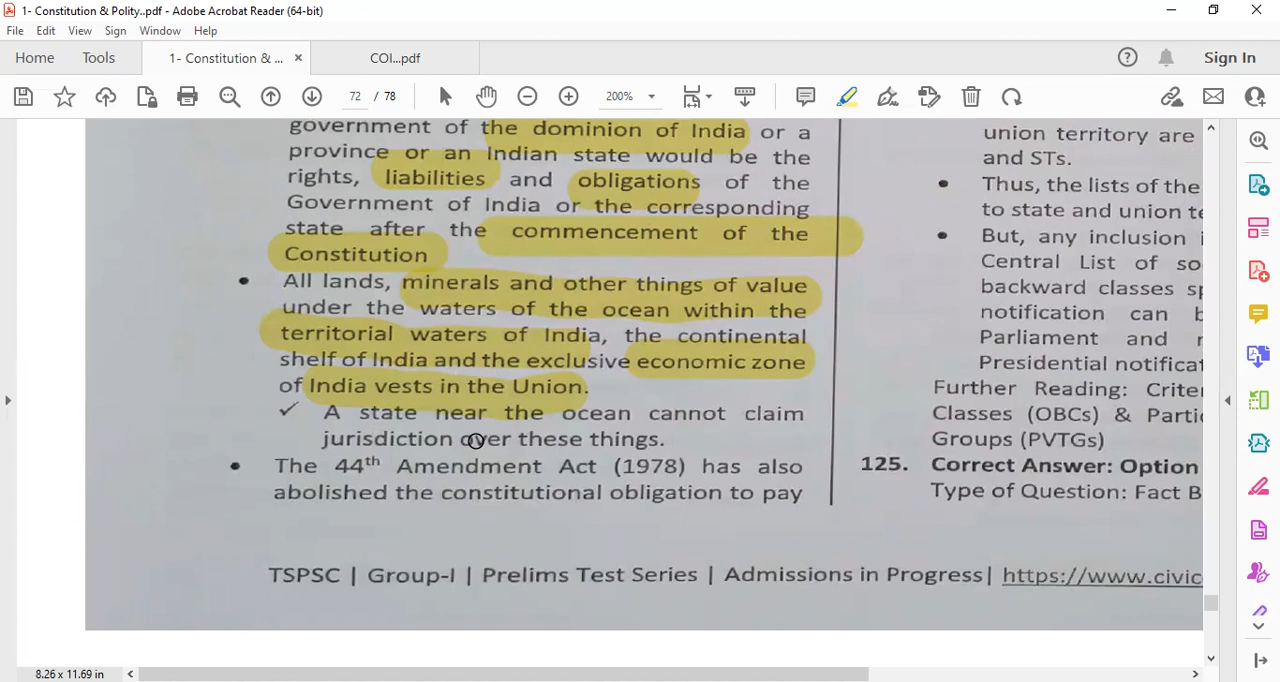 1- Constitution & Polity..pdf - Adobe Acrobat Reader (64-bit)
File Edit View Sign Window Help
Home Tools 1- Constitution & ... × COI...pdf Sign In
72 / 78 200%
government of the dominion of India or a
province or an Indian state would be the
rights, liabilities and obligations of the
Government of India or the corresponding
state after the commencement of the
Constitution
• All lands, minerals and other things of value
under the waters of the ocean within the
territorial waters of India, the continental
shelf of India and the exclusive economic zone
of India vests in the Union.
✓ A state near the ocean cannot claim
jurisdiction over these things.
• The 44th Amendment Act (1978) has also
abolished the constitutional obligation to pay
union territory are
and STs.
• Thus, the lists of the
to state and union te
• But, any inclusion i
Central List of so
backward classes sp
notification can b
Parliament and r
Presidential notificat
Further Reading: Criter
Classes (OBCs) & Partic
Groups (PVTGs)
125. Correct Answer: Option
Type of Question: Fact B
TSPSC | Group-I | Prelims Test Series | Admissions in Progress| https://www.civic
8.26 x 11.69 in